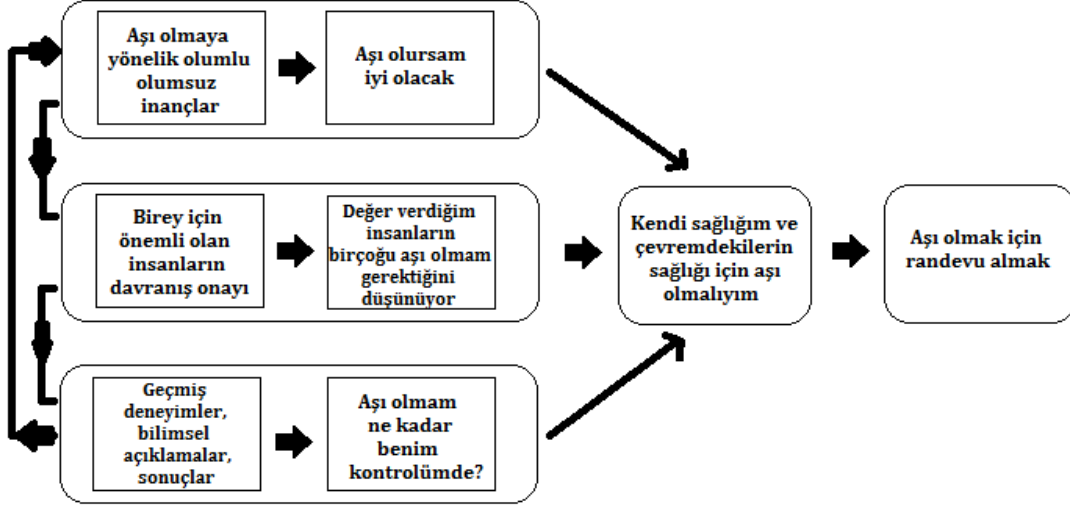 Aşı olmaya
yönelik olumlu
olumsuz
inançlar
Aşı olursam
iyi olacak
Birey için
önemli olan
insanların
davranış onayı
Değer verdiğim
insanların
birçoğu aşı olmam
gerektiğini
düşünüyor
Geçmiş
deneyimler,
bilimsel
açıklamalar,
sonuçlar
Aşı olmam
ne kadar
benim
kontrolümde?
Kendi sağlığım ve
çevremdekilerin
sağlığı için aşı
olmalıyım
Aşı olmak için
randevu almak